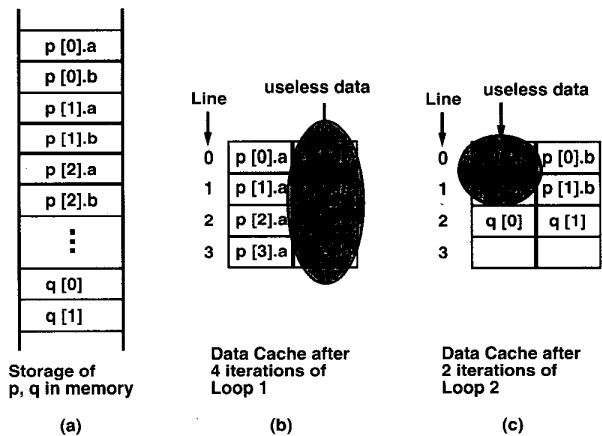 p [0].a
p [0].b
p [1].a
p [1].b
p [2].a
p [2].b
q [0]
q [1]
Storage of
p, q in memory
(a)
useless data
Line
0 p [0].a
1 p [1].a
2 p [2].a
3 p [3].a
Data Cache after
4 iterations of
Loop 1
(b)
useless data
Line
0 p [0].b
1 p [1].b
2 q [0] q [1]
3
Data Cache after
2 iterations of
Loop 2
(c)